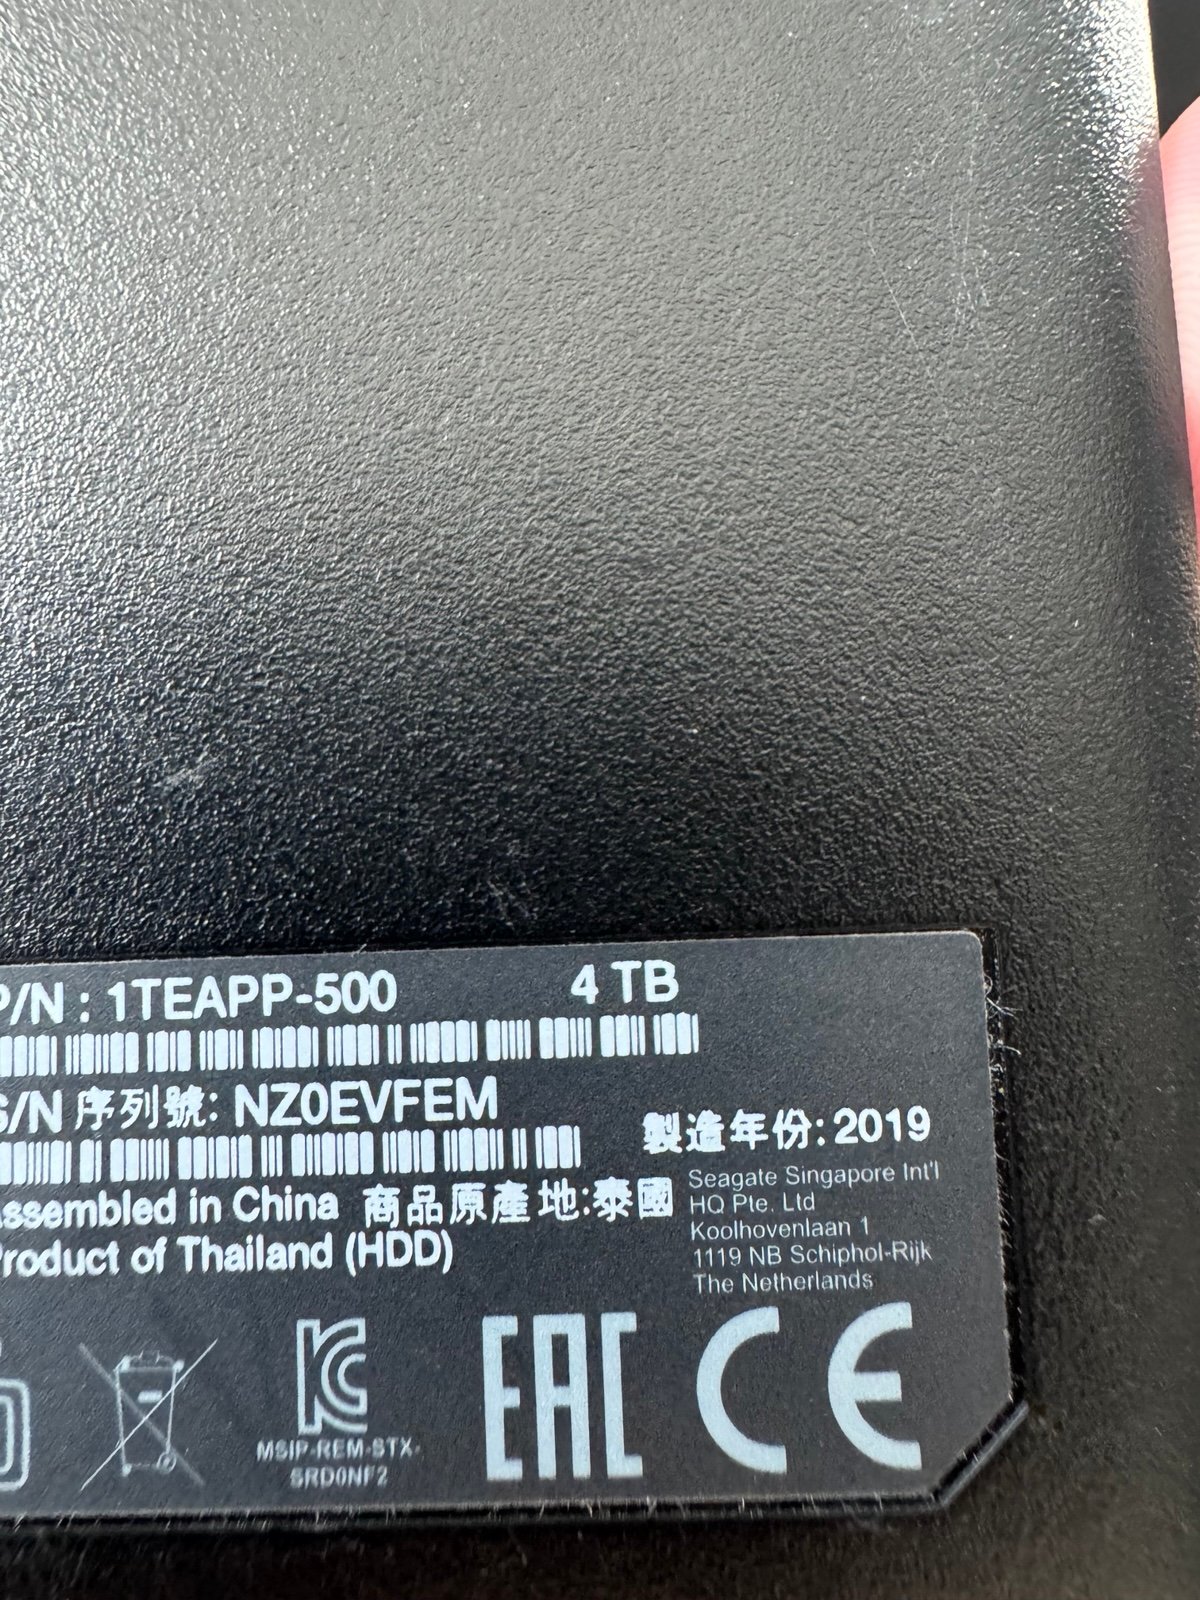 P/N : 1TEAPP-500 4 TB
S/N 序列號: NZ0EVFEM
製造年份: 2019
Assembled in China 商品原產地:泰國
Product of Thailand (HDD)
Seagate Singapore Int'l
HQ Pte. Ltd
Koolhovenlaan 1
1119 NB Schiphol-Rijk
The Netherlands
MSIP-REM-STX-
SRD0NF2
EAC CE